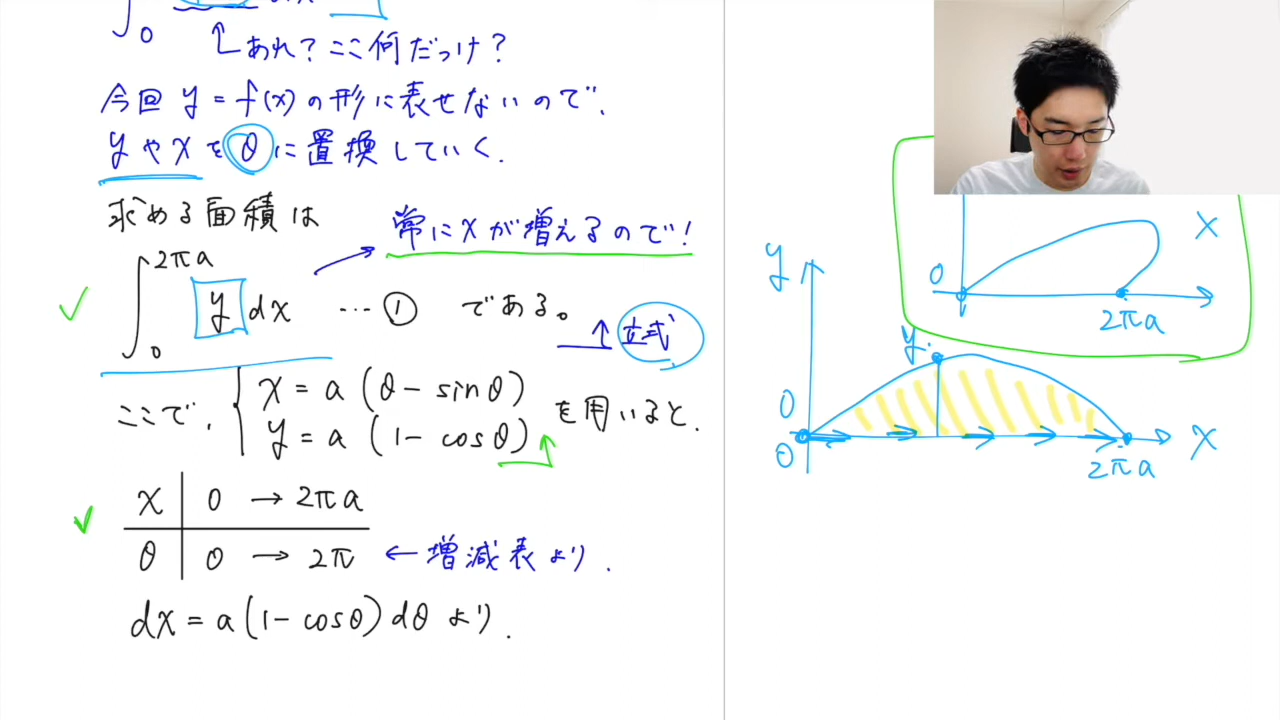 0
あれ？ここ何だっけ？
今回 y = f(x) の形に表せないので、
yやxをθに置換していく.
求める面積は
常にxが増えるので！
∫₀^2πa y dx … ① である。
↑ 立式
ここで, { x = a (θ - sinθ) y = a (1 - cosθ) を用いると.
x | 0 → 2πa
θ | 0 → 2π ← 増減表より.
dx = a(1 - cosθ) dθ より.
x
0
2πa
y
y
0
0
x
2πa